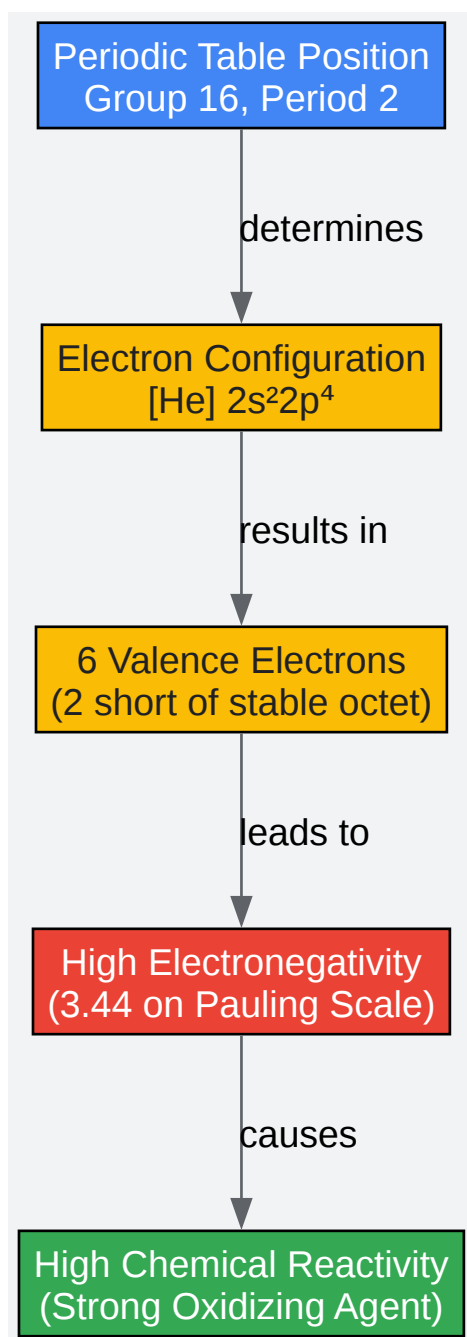 Periodic Table Position
Group 16, Period 2
determines
Electron Configuration
[He] 2s²2p⁴
results in
6 Valence Electrons
(2 short of stable octet)
leads to
High Electronegativity
(3.44 on Pauling Scale)
causes
High Chemical Reactivity
(Strong Oxidizing Agent)